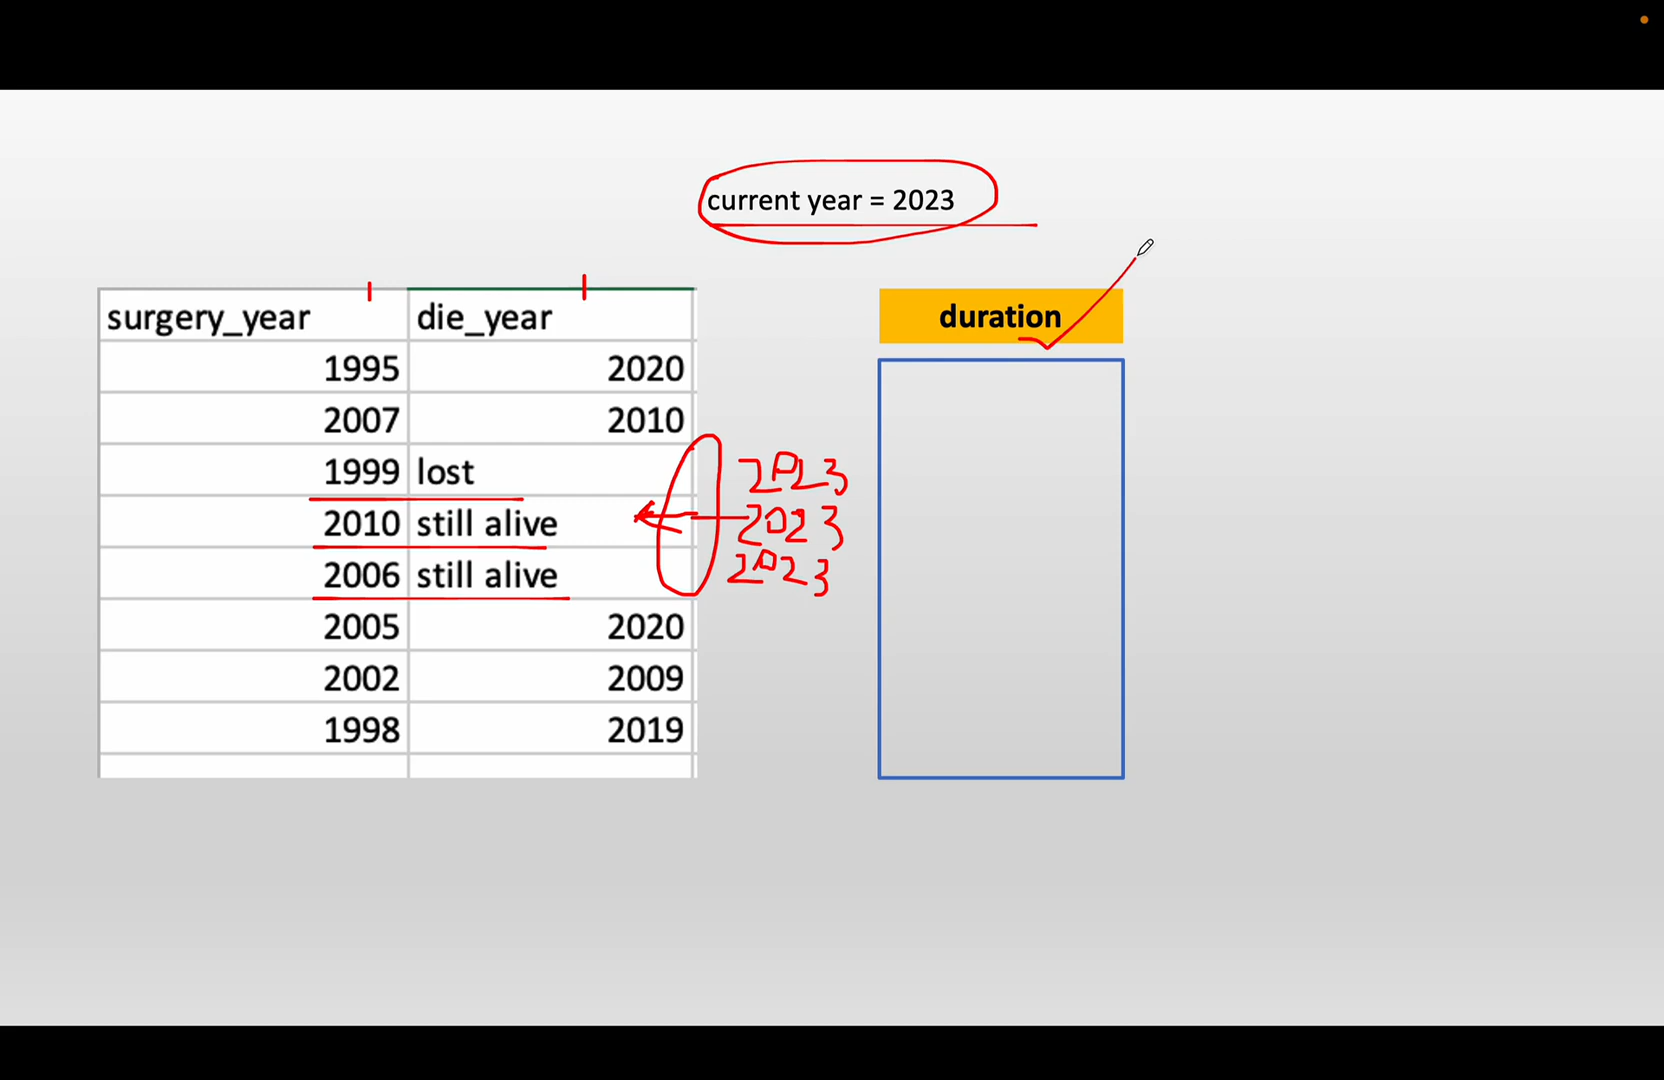 current year = 2023
surgery_year die_year
duration
1995 2020
2007 2010
1999 lost 2023
2010 still alive 2023
2006 still alive 2023
2005 2020
2002 2009
1998 2019